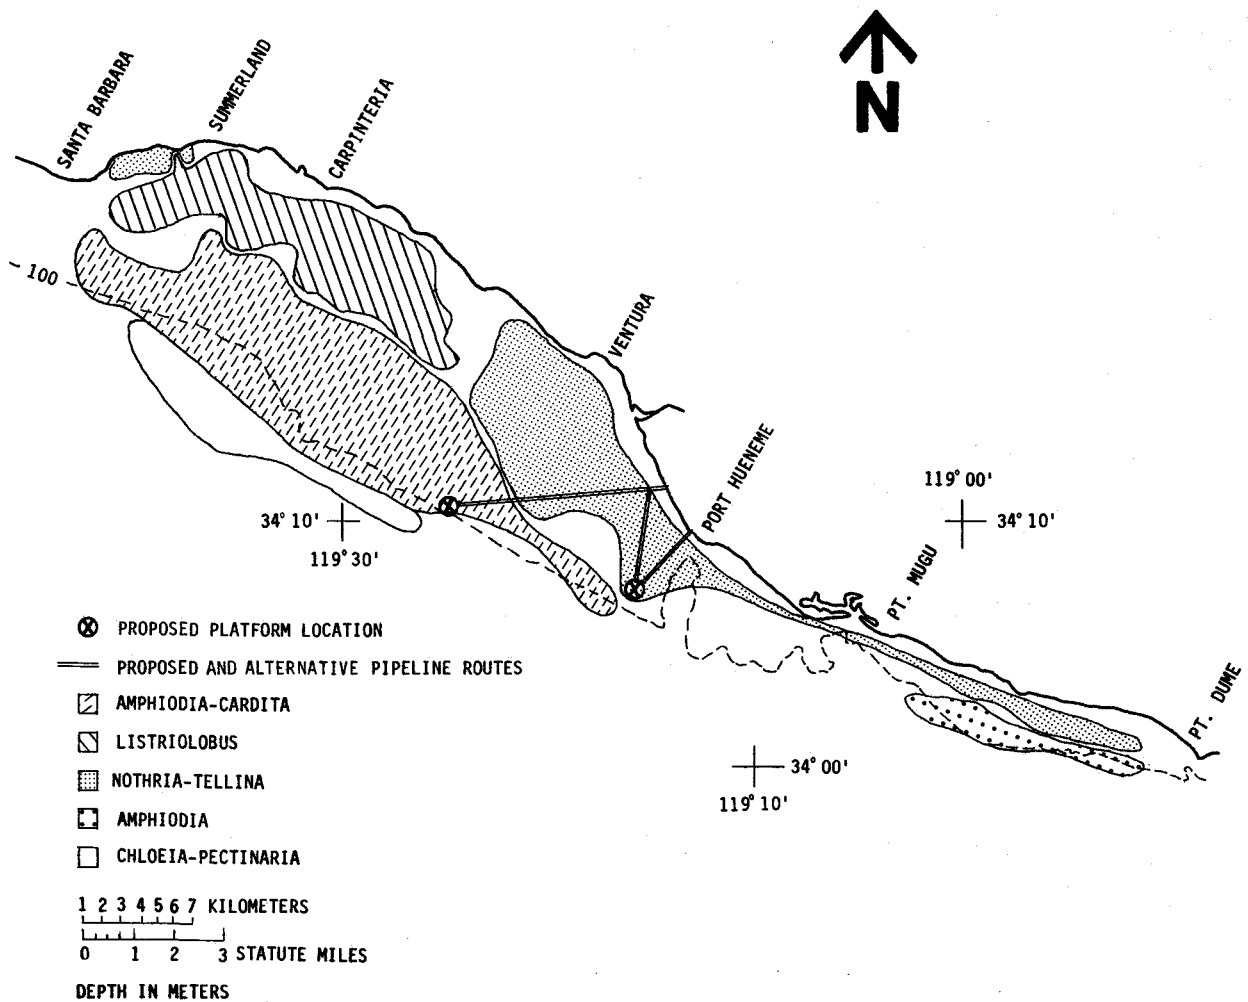 N
SANTA BARBARA
SUMMERLAND
CARPINTERIA
100
VENTURA
PORT HUENEME
119° 00'
34° 10'
34° 10'
119° 30'
PT. MUGU
PT. DUME
34° 00'
119° 10'
PROPOSED PLATFORM LOCATION
PROPOSED AND ALTERNATIVE PIPELINE ROUTES
AMPHIODIA-CARDITA
LISTRIOLOBUS
NOTHRIA-TELLINA
AMPHIODIA
CHLOEIA-PECTINARIA
1 2 3 4 5 6 7 KILOMETERS
0 1 2 3 STATUTE MILES
DEPTH IN METERS